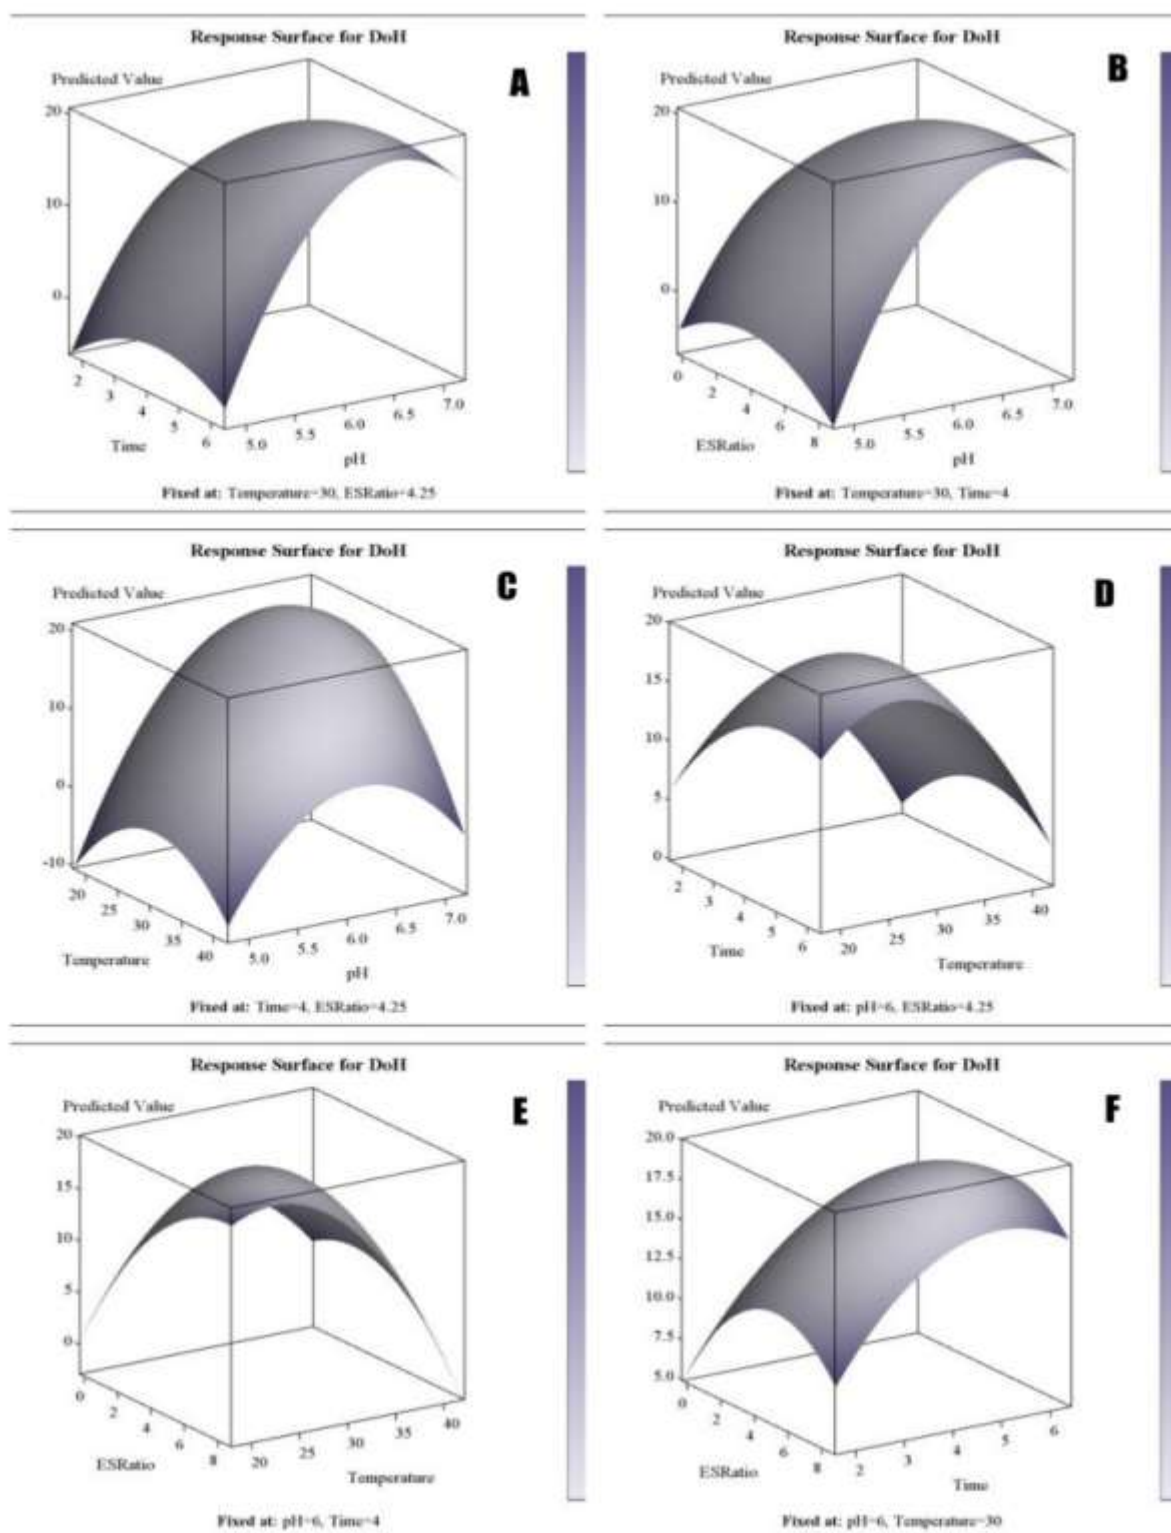 Response Surface for DoH
A
Predicted Value
20
10
0
2
3
4
5
6
Time
5.0
5.5
6.0
6.5
7.0
pH
Fixed at: Temperature=30, ESRatio=4.25
Response Surface for DoH
B
Predicted Value
20
10
0
0
2
4
6
8
ESRatio
5.0
5.5
6.0
6.5
7.0
pH
Fixed at: Temperature=30, Time=4
Response Surface for DoH
C
Predicted Value
20
10
0
-10
20
25
30
35
40
Temperature
5.0
5.5
6.0
6.5
7.0
pH
Fixed at: Time=4, ESRatio=4.25
Response Surface for DoH
D
Predicted Value
20
15
10
5
0
2
3
4
5
6
Time
20
25
30
35
40
Temperature
Fixed at: pH=6, ESRatio=4.25
Response Surface for DoH
E
Predicted Value
20
15
10
5
0
0
2
4
6
8
ESRatio
20
25
30
35
40
Temperature
Fixed at: pH=6, Time=4
Response Surface for DoH
F
Predicted Value
20.0
17.5
15.0
12.5
10.0
7.5
5.0
0
2
4
6
8
ESRatio
2
3
4
5
6
Time
Fixed at: pH=6, Temperature=30